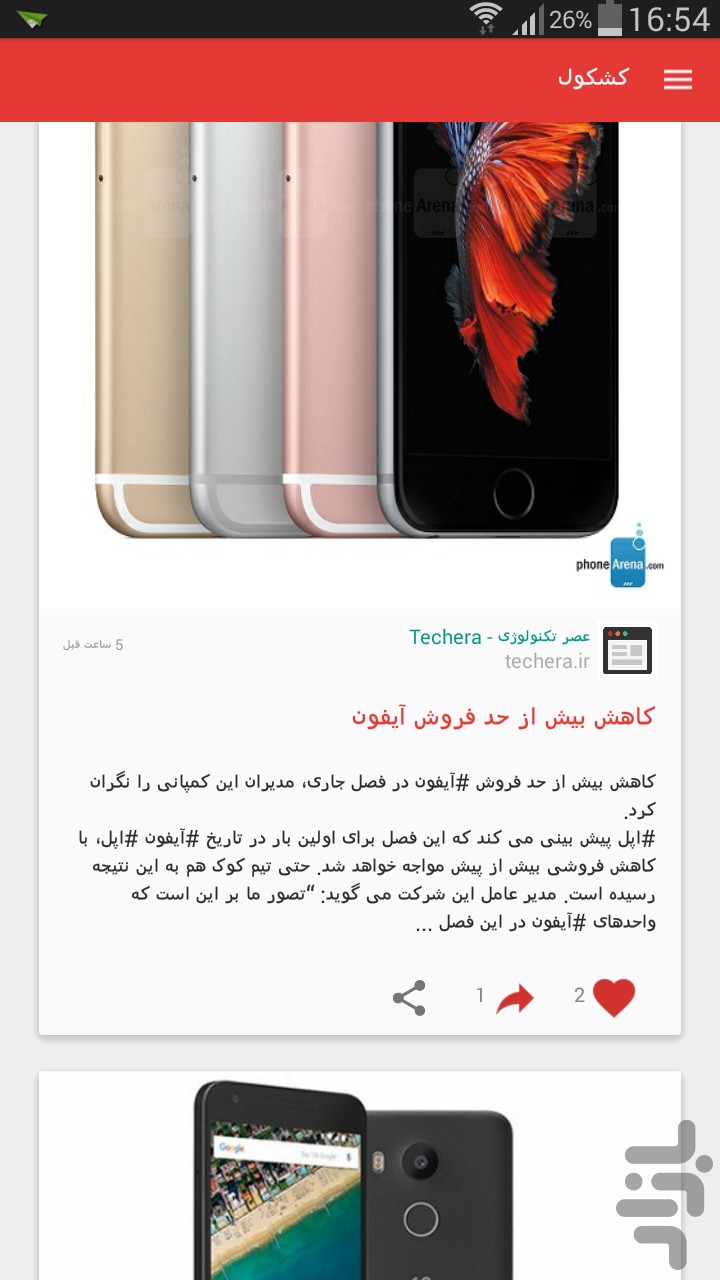 26% 16:54
کشکول
phoneArena.com
عصر تکنولوژی - Techera
techera.ir
5 ساعت قبل
کاهش بیش از حد فروش آیفون
کاهش بیش از حد فروش #آیفون در فصل جاری، مدیران این کمپانی را نگران
کرد.
#اپل پیش بینی می کند که این فصل برای اولین بار در تاریخ #آیفون #اپل، با
کاهش فروشی بیش از پیش مواجه خواهد شد. حتی تیم کوک هم به این نتیجه
رسیده است. مدیر عامل این شرکت می گوید: “تصور ما بر این است که
واحدهای #آیفون در این فصل ...
1 2
Google
Say "Ok Google"